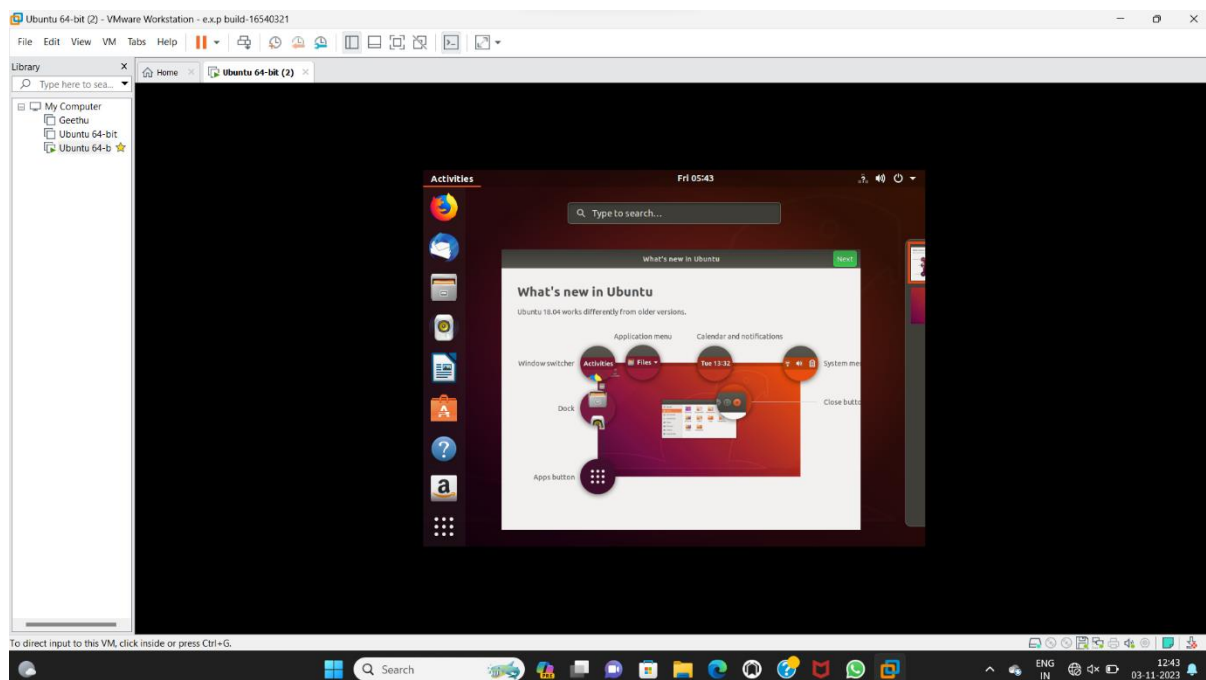 Ubuntu 64-bit (2) - VMware Workstation - e.x.p build-16540321
File Edit View VM Tabs Help
Library X
Home
Ubuntu 64-bit (2)
Type here to sea...
My Computer
Geethu
Ubuntu 64-bit
Ubuntu 64-b
Activities
Fri 05:43
Type to search...
What's new in Ubuntu
Next
What's new in Ubuntu
Ubuntu 18.04 works differently from older versions.
Application menu
Calendar and notifications
Window switcher
Activities
Files
Tue 13:32
System me
Dock
Close butto
Apps button
To direct input to this VM, click inside or press Ctrl+G.
Search
ENG
IN
12:43
03-11-2023